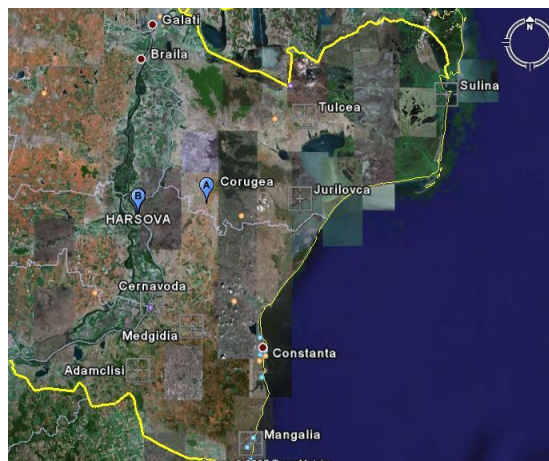 Galati
N
Braila
Sulina
Tulcea
A
Corugea
B
Jurilovca
HARSOVA
Cernavoda
Medgidia
Constanta
Adamclisi
Mangalia